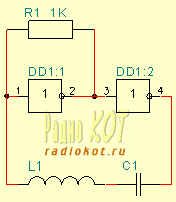 R1 1K
DD1:1 DD1:2
1 1 2 3 1 4
Радио КОТ
radiokot.ru
L1 C1